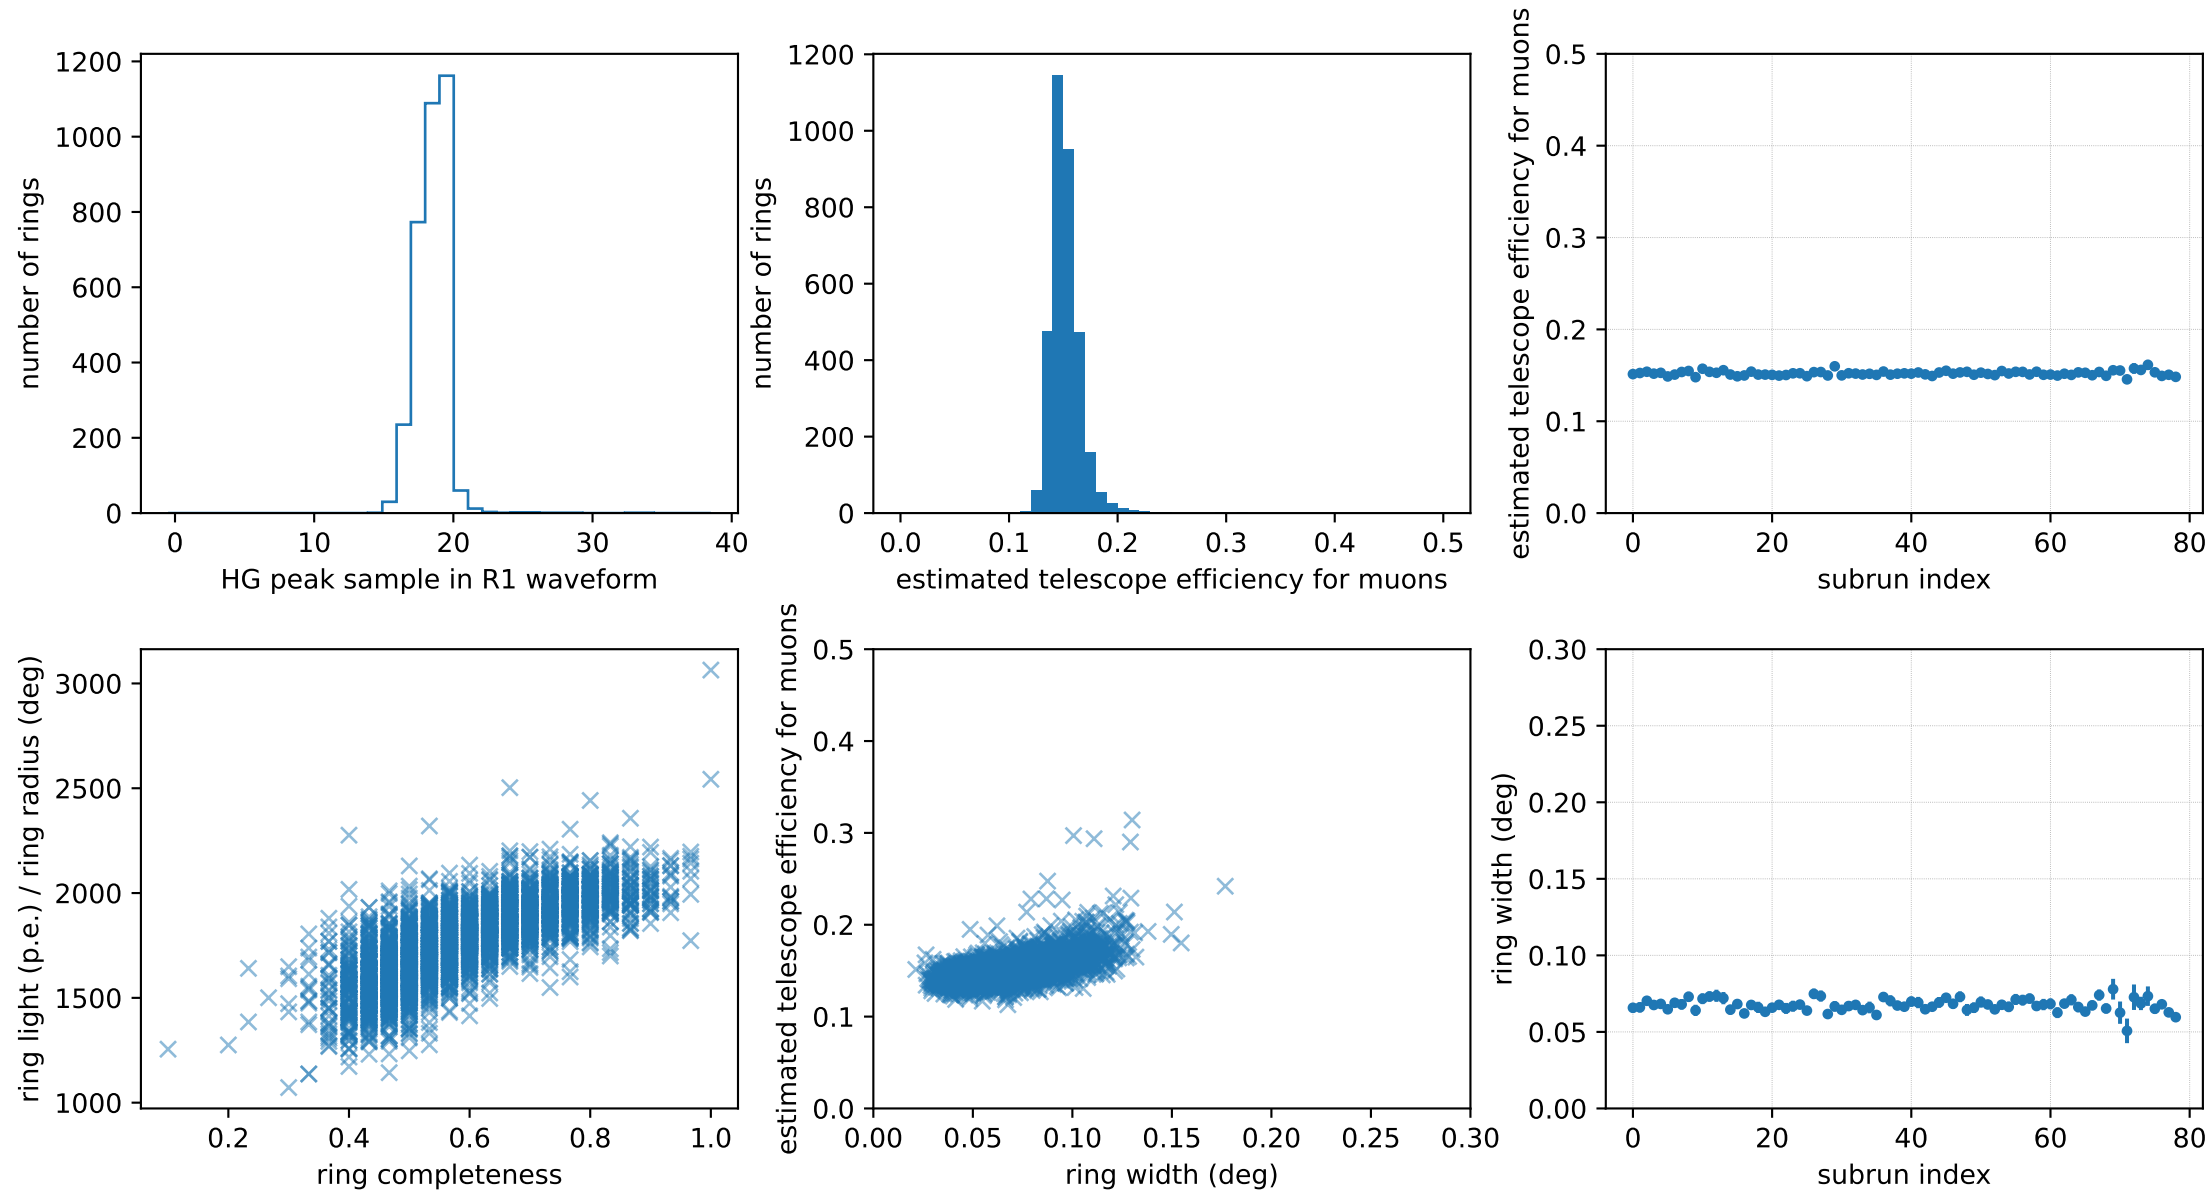 1200
1000
800
600
400
200
0
number of rings
0 10 20 30 40
HG peak sample in R1 waveform
1200
1000
800
600
400
200
0
number of rings
0.0 0.1 0.2 0.3 0.4 0.5
estimated telescope efficiency for muons
0.5
0.4
0.3
0.2
0.1
0.0
estimated telescope efficiency for muons
0 20 40 60 80
subrun index
3000
2500
2000
1500
1000
ring light (p.e.) / ring radius (deg)
0.2 0.4 0.6 0.8 1.0
ring completeness
0.5
0.4
0.3
0.2
0.1
0.0
estimated telescope efficiency for muons
0.00 0.05 0.10 0.15 0.20 0.25 0.30
ring width (deg)
0.30
0.25
0.20
0.15
0.10
0.05
0.00
ring width (deg)
0 20 40 60 80
subrun index